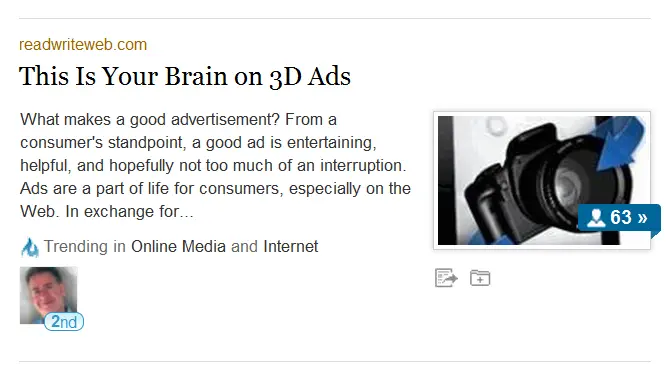 readwriteweb.com
This Is Your Brain on 3D Ads
What makes a good advertisement? From a
consumer's standpoint, a good ad is entertaining,
helpful, and hopefully not too much of an interruption.
Ads are a part of life for consumers, especially on the
Web. In exchange for...
63 »
Trending in Online Media and Internet
2nd